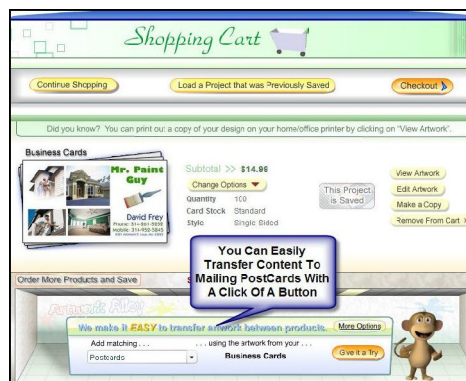 Shopping Cart
Continue Shopping
Load a Project that was Previously Saved
Checkout
Did you know? You can print out a copy of your design on your home/office printer by clicking on "View Artwork".
Business Cards
Mr. Paint
Guy
David Frey
Subtotal >> $14.98
Change Options
Quantity 100
Card Stock Standard
Style Single Sided
This Project
is Saved
View Artwork
Edit Artwork
Make a Copy
Remove From Cart
You Can Easily
Transfer Content To
Mailing PostCards With
A Click Of A Button
Order More Products and Save
We make it EASY to transfer artwork between products.
More Options
Add matching . . . . . . using the artwork from your . . .
Postcards Business Cards
Give it a Try